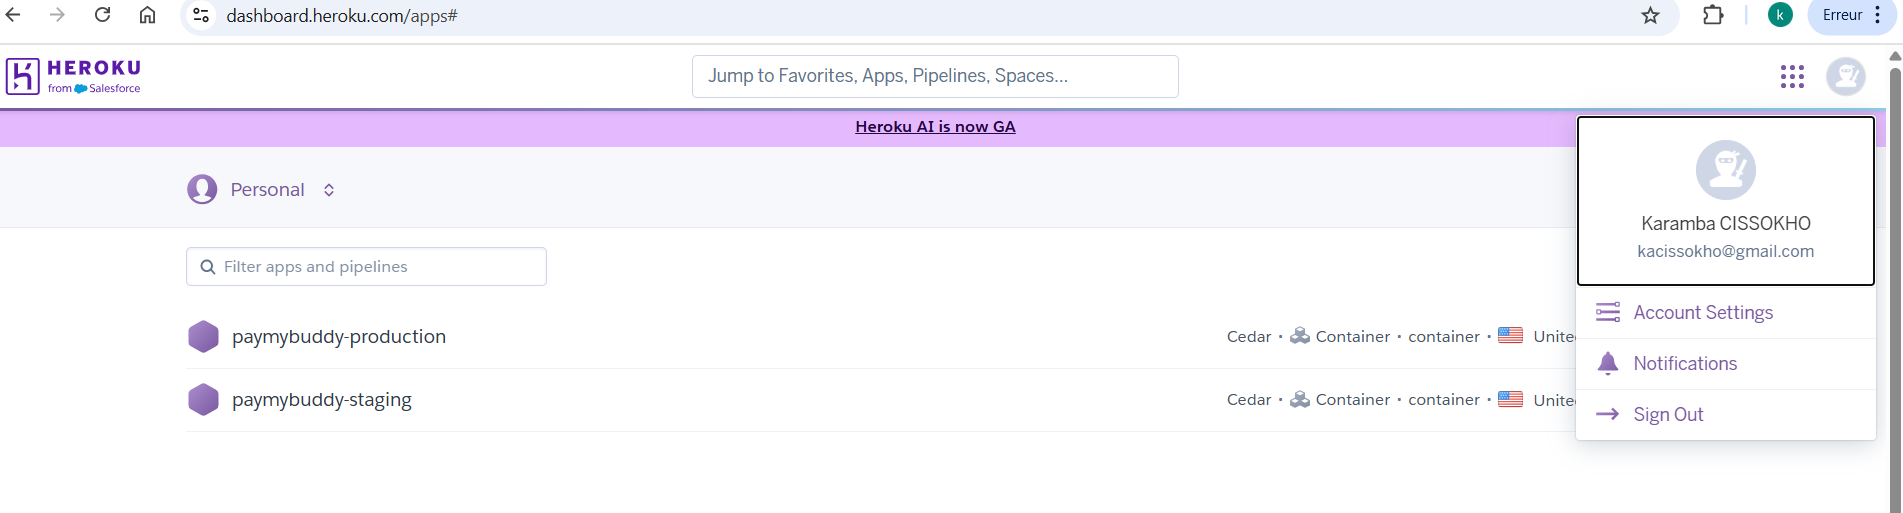 dashboard.heroku.com/apps#
k
Erreur
HEROKU
from Salesforce
Jump to Favorites, Apps, Pipelines, Spaces...
Heroku AI is now GA
Personal
Karamba CISSOKHO
kacissokho@gmail.com
Filter apps and pipelines
Account Settings
paymybuddy-production
Cedar • Container • container • Unite
Notifications
paymybuddy-staging
Cedar • Container • container • Unite
Sign Out